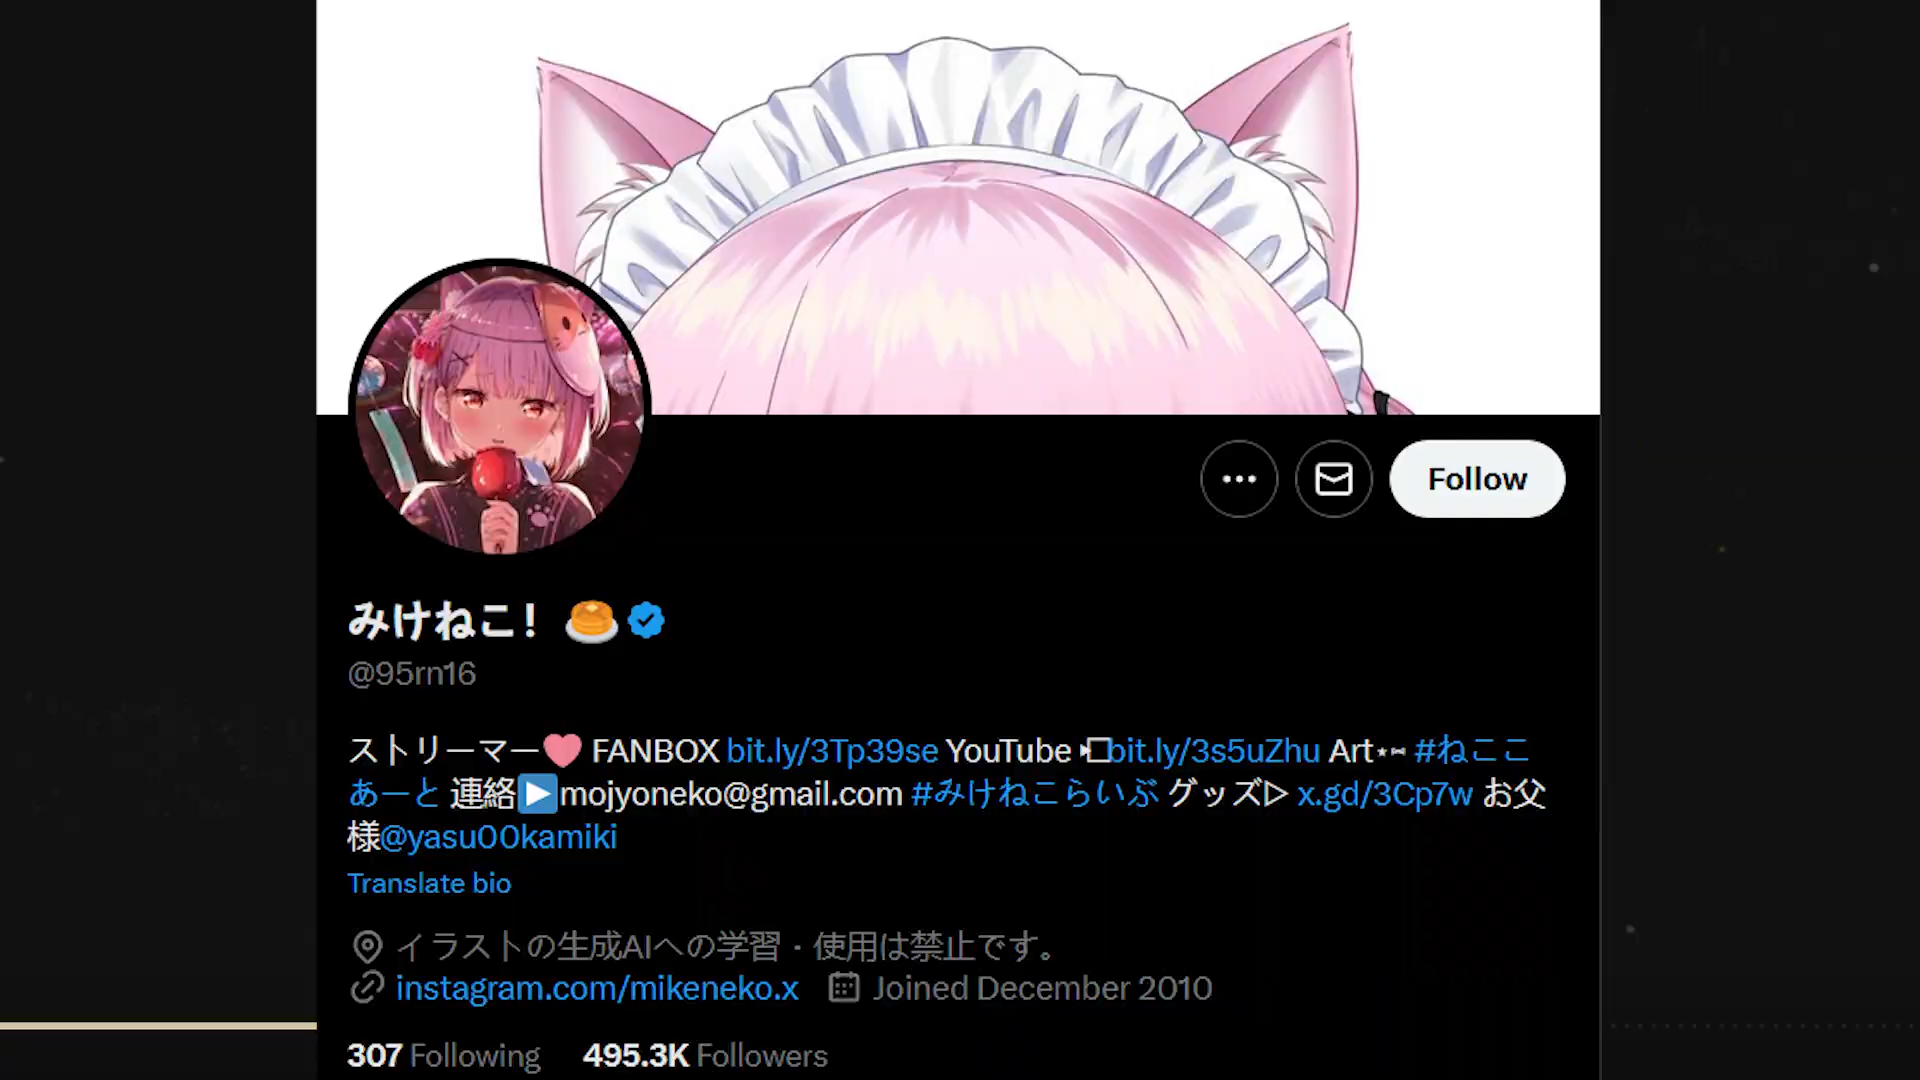 Follow
みけねこ! 🥞
@95rn16
ストリーマー🩷 FANBOX bit.ly/3Tp39se YouTube bit.ly/3s5uZhu Art⋆⑅ #ねここ
あーと 連絡▶️mojyoneko@gmail.com #みけねこらいぶ グッズ▷ x.gd/3Cp7w お父
様@yasu00kamiki
Translate bio
イラストの生成AIへの学習・使用は禁止です。
instagram.com/mikeneko.x Joined December 2010
307 Following 495.3K Followers